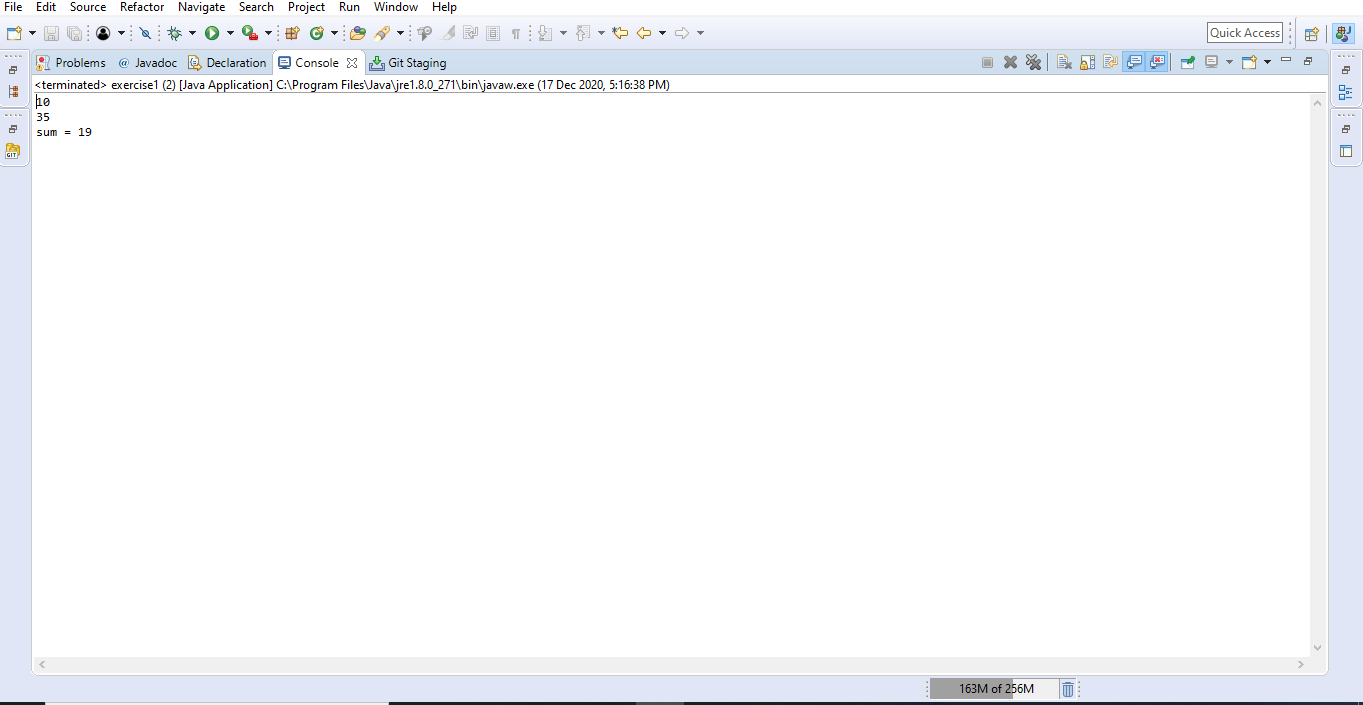 File Edit Source Refactor Navigate Search Project Run Window Help
Quick Access
Problems @ Javadoc Declaration Console Git Staging
<terminated> exercise1 (2) [Java Application] C:\Program Files\Java\jre1.8.0_271\bin\javaw.exe (17 Dec 2020, 5:16:38 PM)
10
35
sum = 19
GIT
163M of 256M